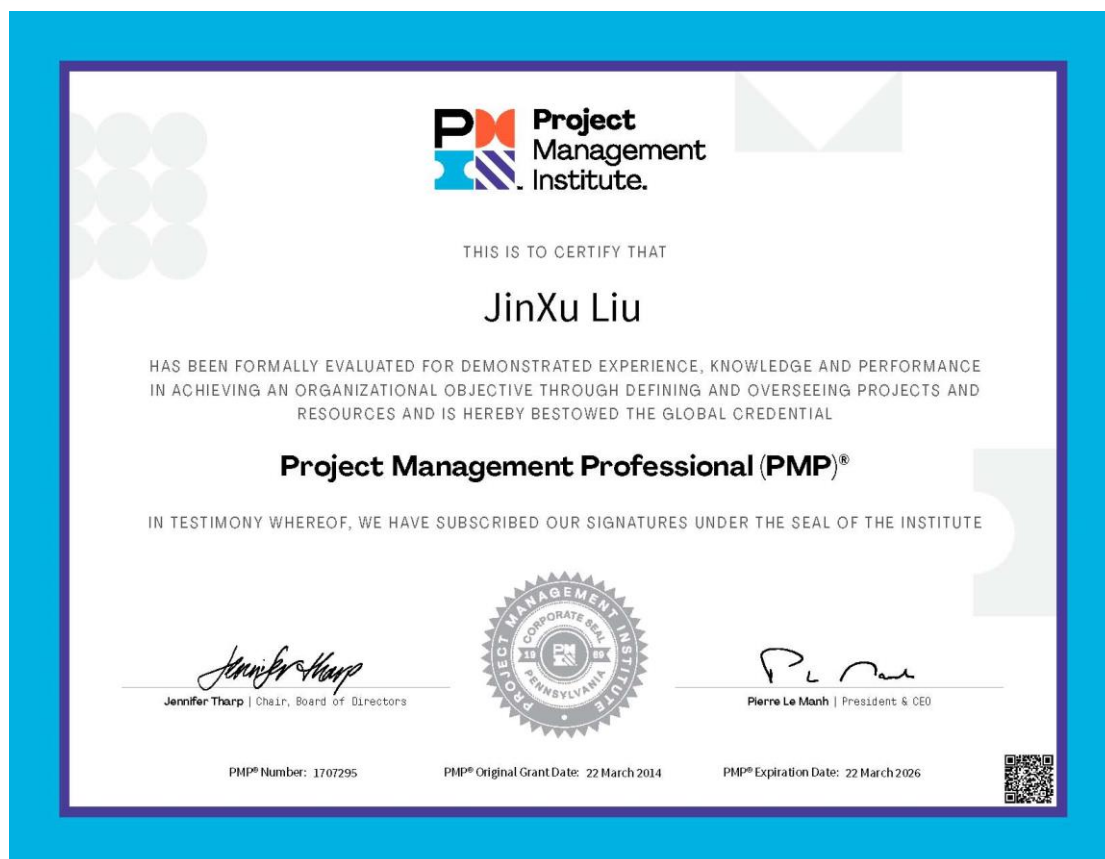 PM
Project
Management
Institute.
THIS IS TO CERTIFY THAT
JinXu Liu
HAS BEEN FORMALLY EVALUATED FOR DEMONSTRATED EXPERIENCE, KNOWLEDGE AND PERFORMANCE
IN ACHIEVING AN ORGANIZATIONAL OBJECTIVE THROUGH DEFINING AND OVERSEEING PROJECTS AND
RESOURCES AND IS HEREBY BESTOWED THE GLOBAL CREDENTIAL
Project Management Professional (PMP)®
IN TESTIMONY WHEREOF, WE HAVE SUBSCRIBED OUR SIGNATURES UNDER THE SEAL OF THE INSTITUTE
PROJECT MANAGEMENT INSTITUTE
CORPORATE SEAL
19 PM 69
PENNSYLVANIA
Jennifer Tharp
Jennifer Tharp | Chair, Board of Directors
Pierre Le Manh | President & CEO
PMP® Number: 1707295 PMP® Original Grant Date: 22 March 2014 PMP® Expiration Date: 22 March 2026